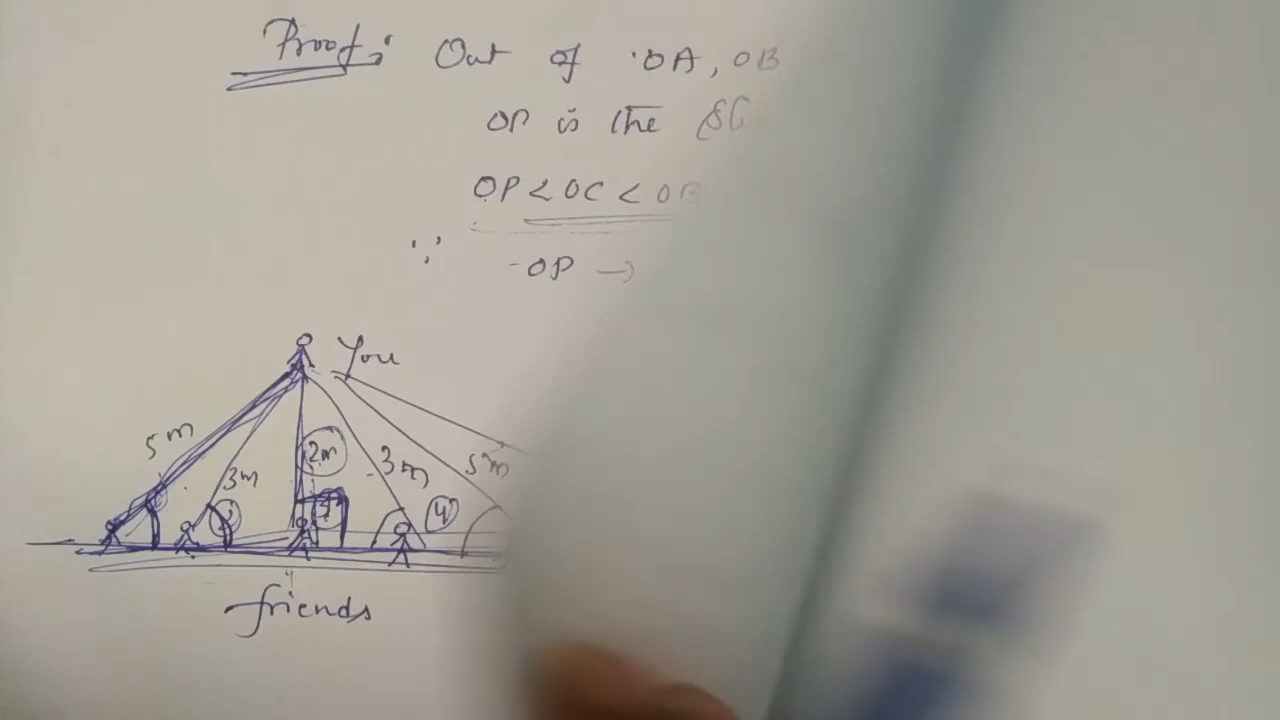 Proof: Out of OA, OB
OP is the
OP < OC < OB
∵ OP →
You
5m
3m
2m
3m
5m
4
friends